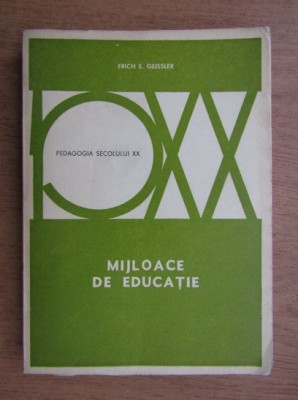 ERICH E. GEISSLER
PEDAGOGIA SECOLULUI XX
MIJLOACE
DE EDUCAȚIE